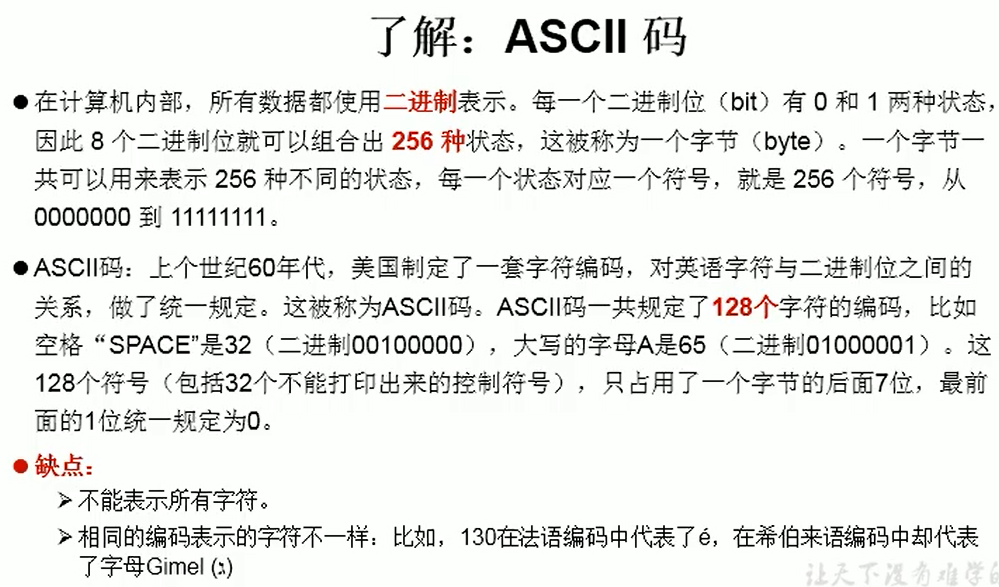 了解：ASCII 码
●在计算机内部，所有数据都使用二进制表示。每一个二进制位（bit）有 0 和 1 两种状态，
因此 8 个二进制位就可以组合出 256 种状态，这被称为一个字节（byte）。一个字节一
共可以用来表示 256 种不同的状态，每一个状态对应一个符号，就是 256 个符号，从
0000000 到 11111111。
●ASCII码：上个世纪60年代，美国制定了一套字符编码，对英语字符与二进制位之间的
关系，做了统一规定。这被称为ASCII码。ASCII码一共规定了128个字符的编码，比如
空格“SPACE”是32（二进制00100000），大写的字母A是65（二进制01000001）。这
128个符号（包括32个不能打印出来的控制符号），只占用了一个字节的后面7位，最前
面的1位统一规定为0。
●缺点：
➢不能表示所有字符。
➢相同的编码表示的字符不一样：比如，130在法语编码中代表了é，在希伯来语编码中却代表
了字母Gimel (ג)
让天下没有难学的